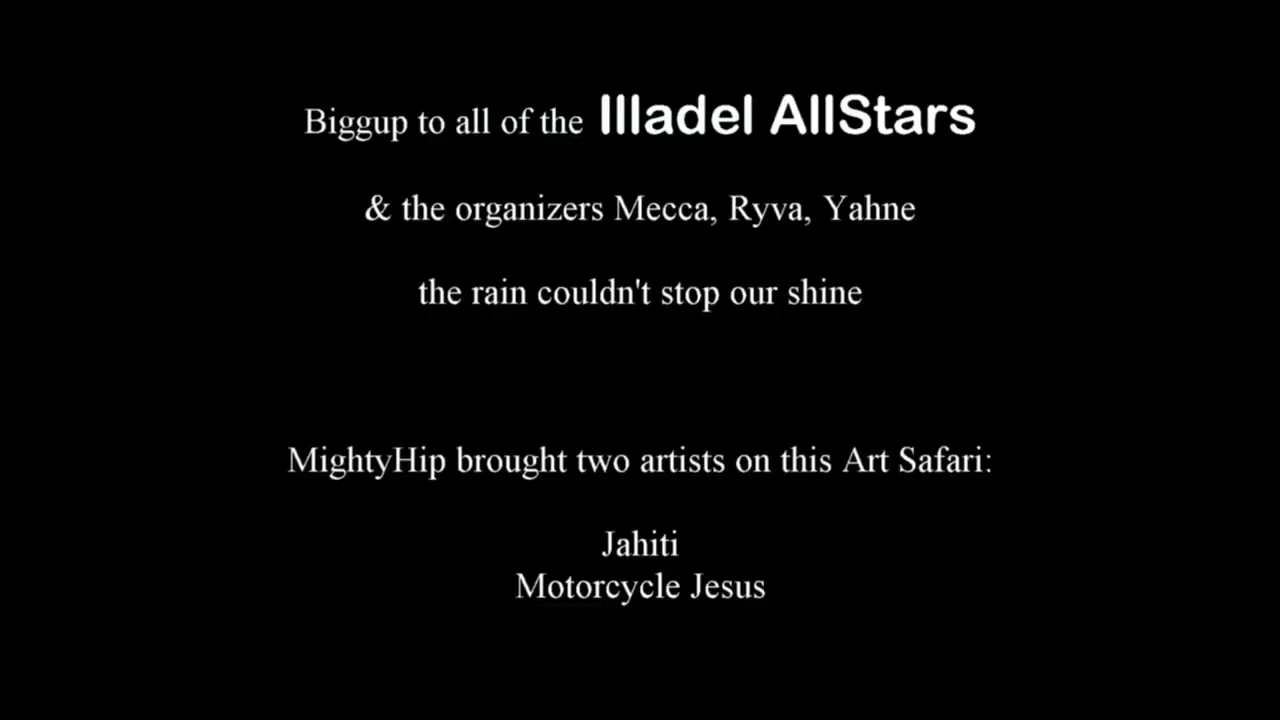 Biggup to all of the Illadel AllStars
& the organizers Mecca, Ryva, Yahne
the rain couldn't stop our shine
MightyHip brought two artists on this Art Safari:
Jahiti
Motorcycle Jesus